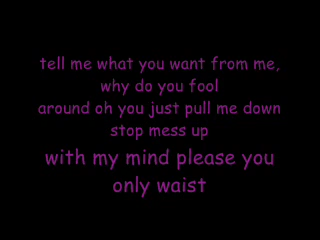 tell me what you want from me,
why do you fool
around oh you just pull me down
stop mess up
with my mind please you
only waist